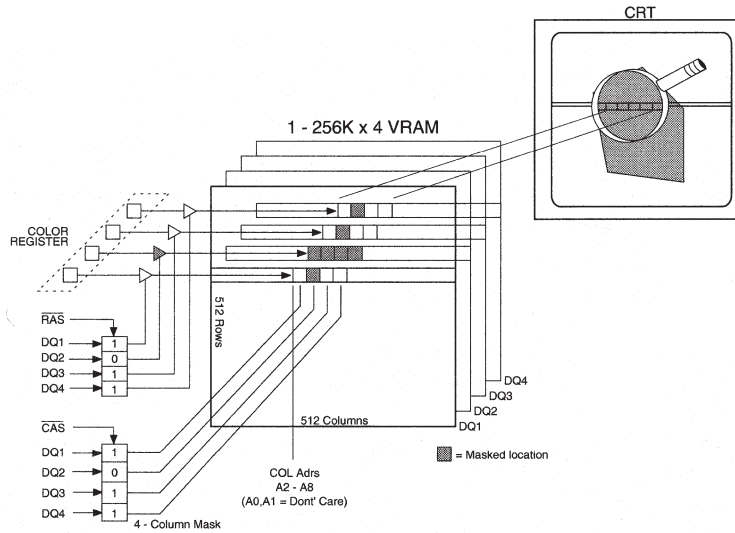 CRT
1 - 256K x 4 VRAM
COLOR
REGISTER
RAS
DQ1 1
DQ2 0
DQ3 1
DQ4 1
512 Rows
512 Columns
DQ4
DQ3
DQ2
DQ1
CAS
DQ1 1
DQ2 0
DQ3 1
DQ4 1
4 - Column Mask
COL Adrs
A2 - A8
(A0,A1 = Dont' Care)
= Masked location